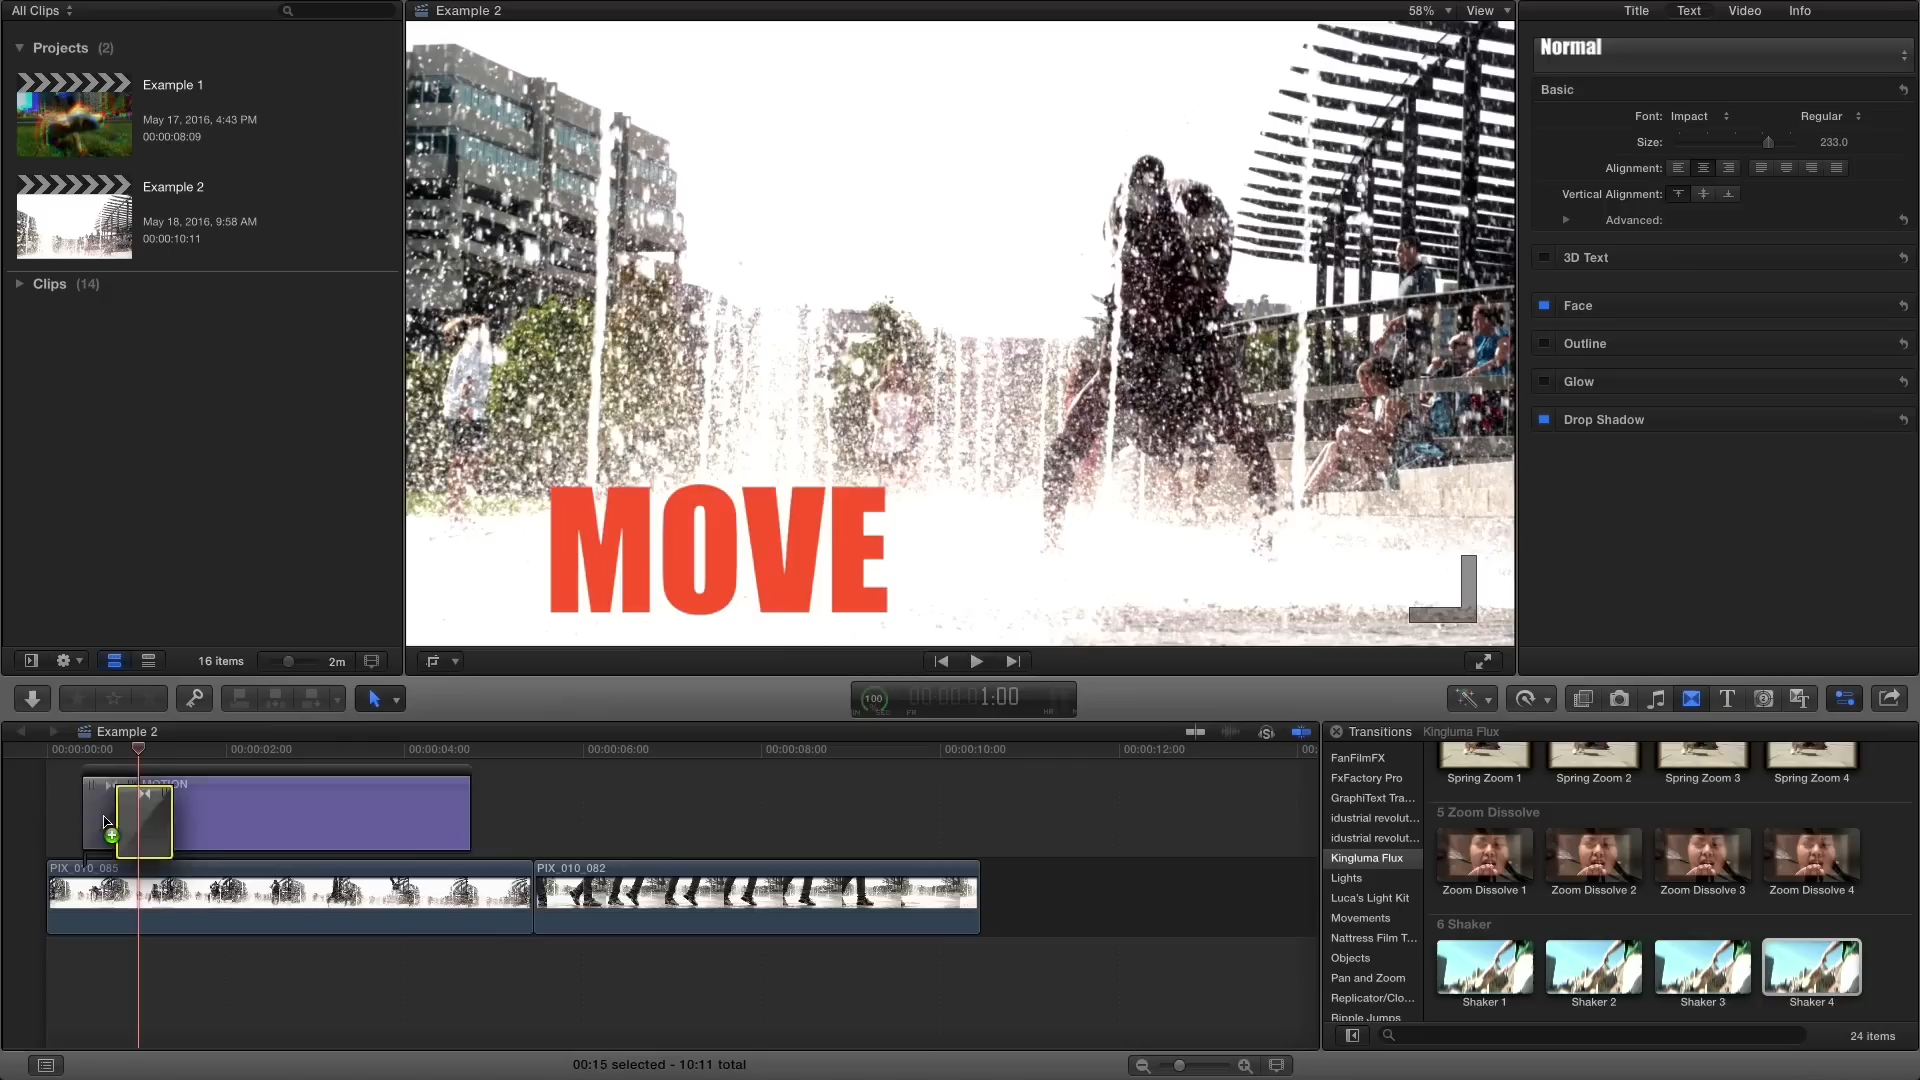 All Clips
Example 2
58%
View
Title
Text
Video
Info
Projects (2)
Example 1
May 17, 2016, 4:43 PM
00:00:08:09
Example 2
May 18, 2016, 9:58 AM
00:00:10:11
Clips (14)
16 items
2m
MOVE
Normal
Basic
Font: Impact Regular
Size: 233.0
Alignment:
Vertical Alignment:
Advanced:
3D Text
Face
Outline
Glow
Drop Shadow
100
1:00
Example 2
00:00:00:00
00:00:02:00
00:00:04:00
00:00:06:00
00:00:08:00
00:00:10:00
00:00:12:00
PIX_010_085
PIX_010_082
00:15 selected - 10:11 total
Transitions
Kingluma Flux
FanFilmFX
FxFactory Pro
GraphiText Tra...
idustrial revolut...
idustrial revolut...
Kingluma Flux
Lights
Luca's Light Kit
Movements
Nattress Film T...
Objects
Pan and Zoom
Replicator/Clo...
Ripple Jumps
Spring Zoom 1
Spring Zoom 2
Spring Zoom 3
Spring Zoom 4
5 Zoom Dissolve
Zoom Dissolve 1
Zoom Dissolve 2
Zoom Dissolve 3
Zoom Dissolve 4
6 Shaker
Shaker 1
Shaker 2
Shaker 3
Shaker 4
24 items